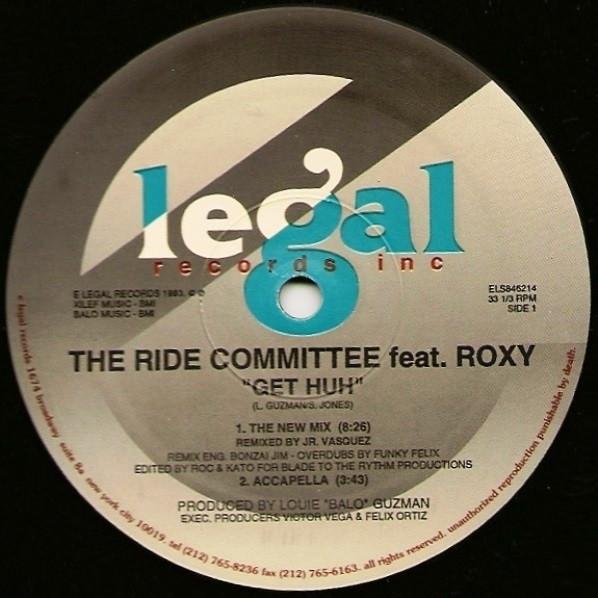 legal
records inc
E LEGAL RECORDS 1993, © ℗
XILEF MUSIC - BMI
BALO MUSIC - BMI
ELS846214
33 1/3 RPM
SIDE 1
THE RIDE COMMITTEE feat. ROXY
"GET HUH"
(L. GUZMAN/S. JONES)
1. THE NEW MIX (8:26)
REMIXED BY JR. VASQUEZ
REMIX ENG. BONZAI JIM - OVERDUBS BY FUNKY FELIX
EDITED BY ROC & KATO FOR BLADE TO THE RYTHM PRODUCTIONS
2. ACCAPELLA (3:43)
PRODUCED BY LOUIE "BALO" GUZMAN
EXEC. PRODUCERS VICTOR VEGA & FELIX ORTIZ
e legal records 1674 broadway suite 8a new york city 10019. tel (212) 765-8236 fax (212) 765-6163. all rights reserved. unauthorized reproduction punishable by death.